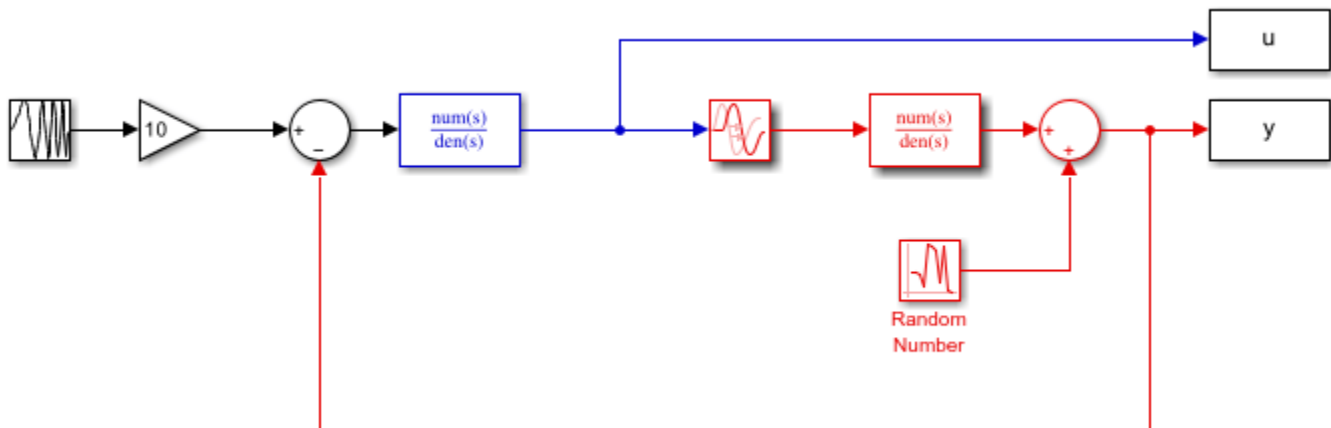 u
10
+
−
num(s)
den(s)
num(s)
den(s)
+
+
y
Random
Number